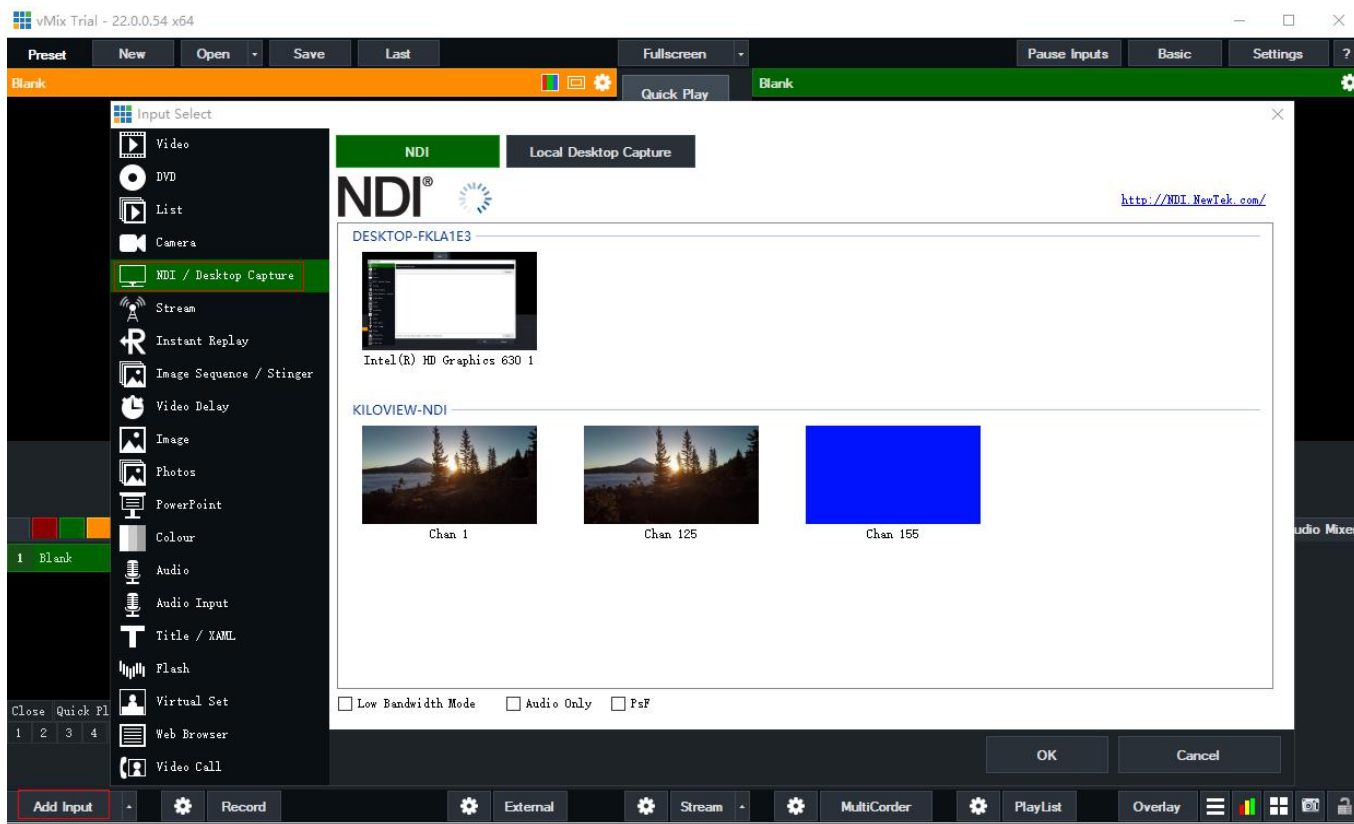 vMix Trial - 22.0.0.54 x64
Preset New Open Save Last Fullscreen Pause Inputs Basic Settings ?
Blank Quick Play Blank
Input Select
Video
DVD
List
Camera
NDI / Desktop Capture
Stream
Instant Replay
Image Sequence / Stinger
Video Delay
Image
Photos
PowerPoint
Colour
Audio
Audio Input
Title / XAML
Flash
Virtual Set
Web Browser
Video Call
NDI Local Desktop Capture
NDI®
http://NDI.NewTek.com/
DESKTOP-FKLA1E3
Intel(R) HD Graphics 630 1
KILOVIEW-NDI
Chan 1 Chan 125 Chan 155
Low Bandwidth Mode Audio Only PsF
OK Cancel
udio Mixer
1 Blank
Close Quick Pl
1 2 3 4
Add Input Record External Stream MultiCorder PlayList Overlay